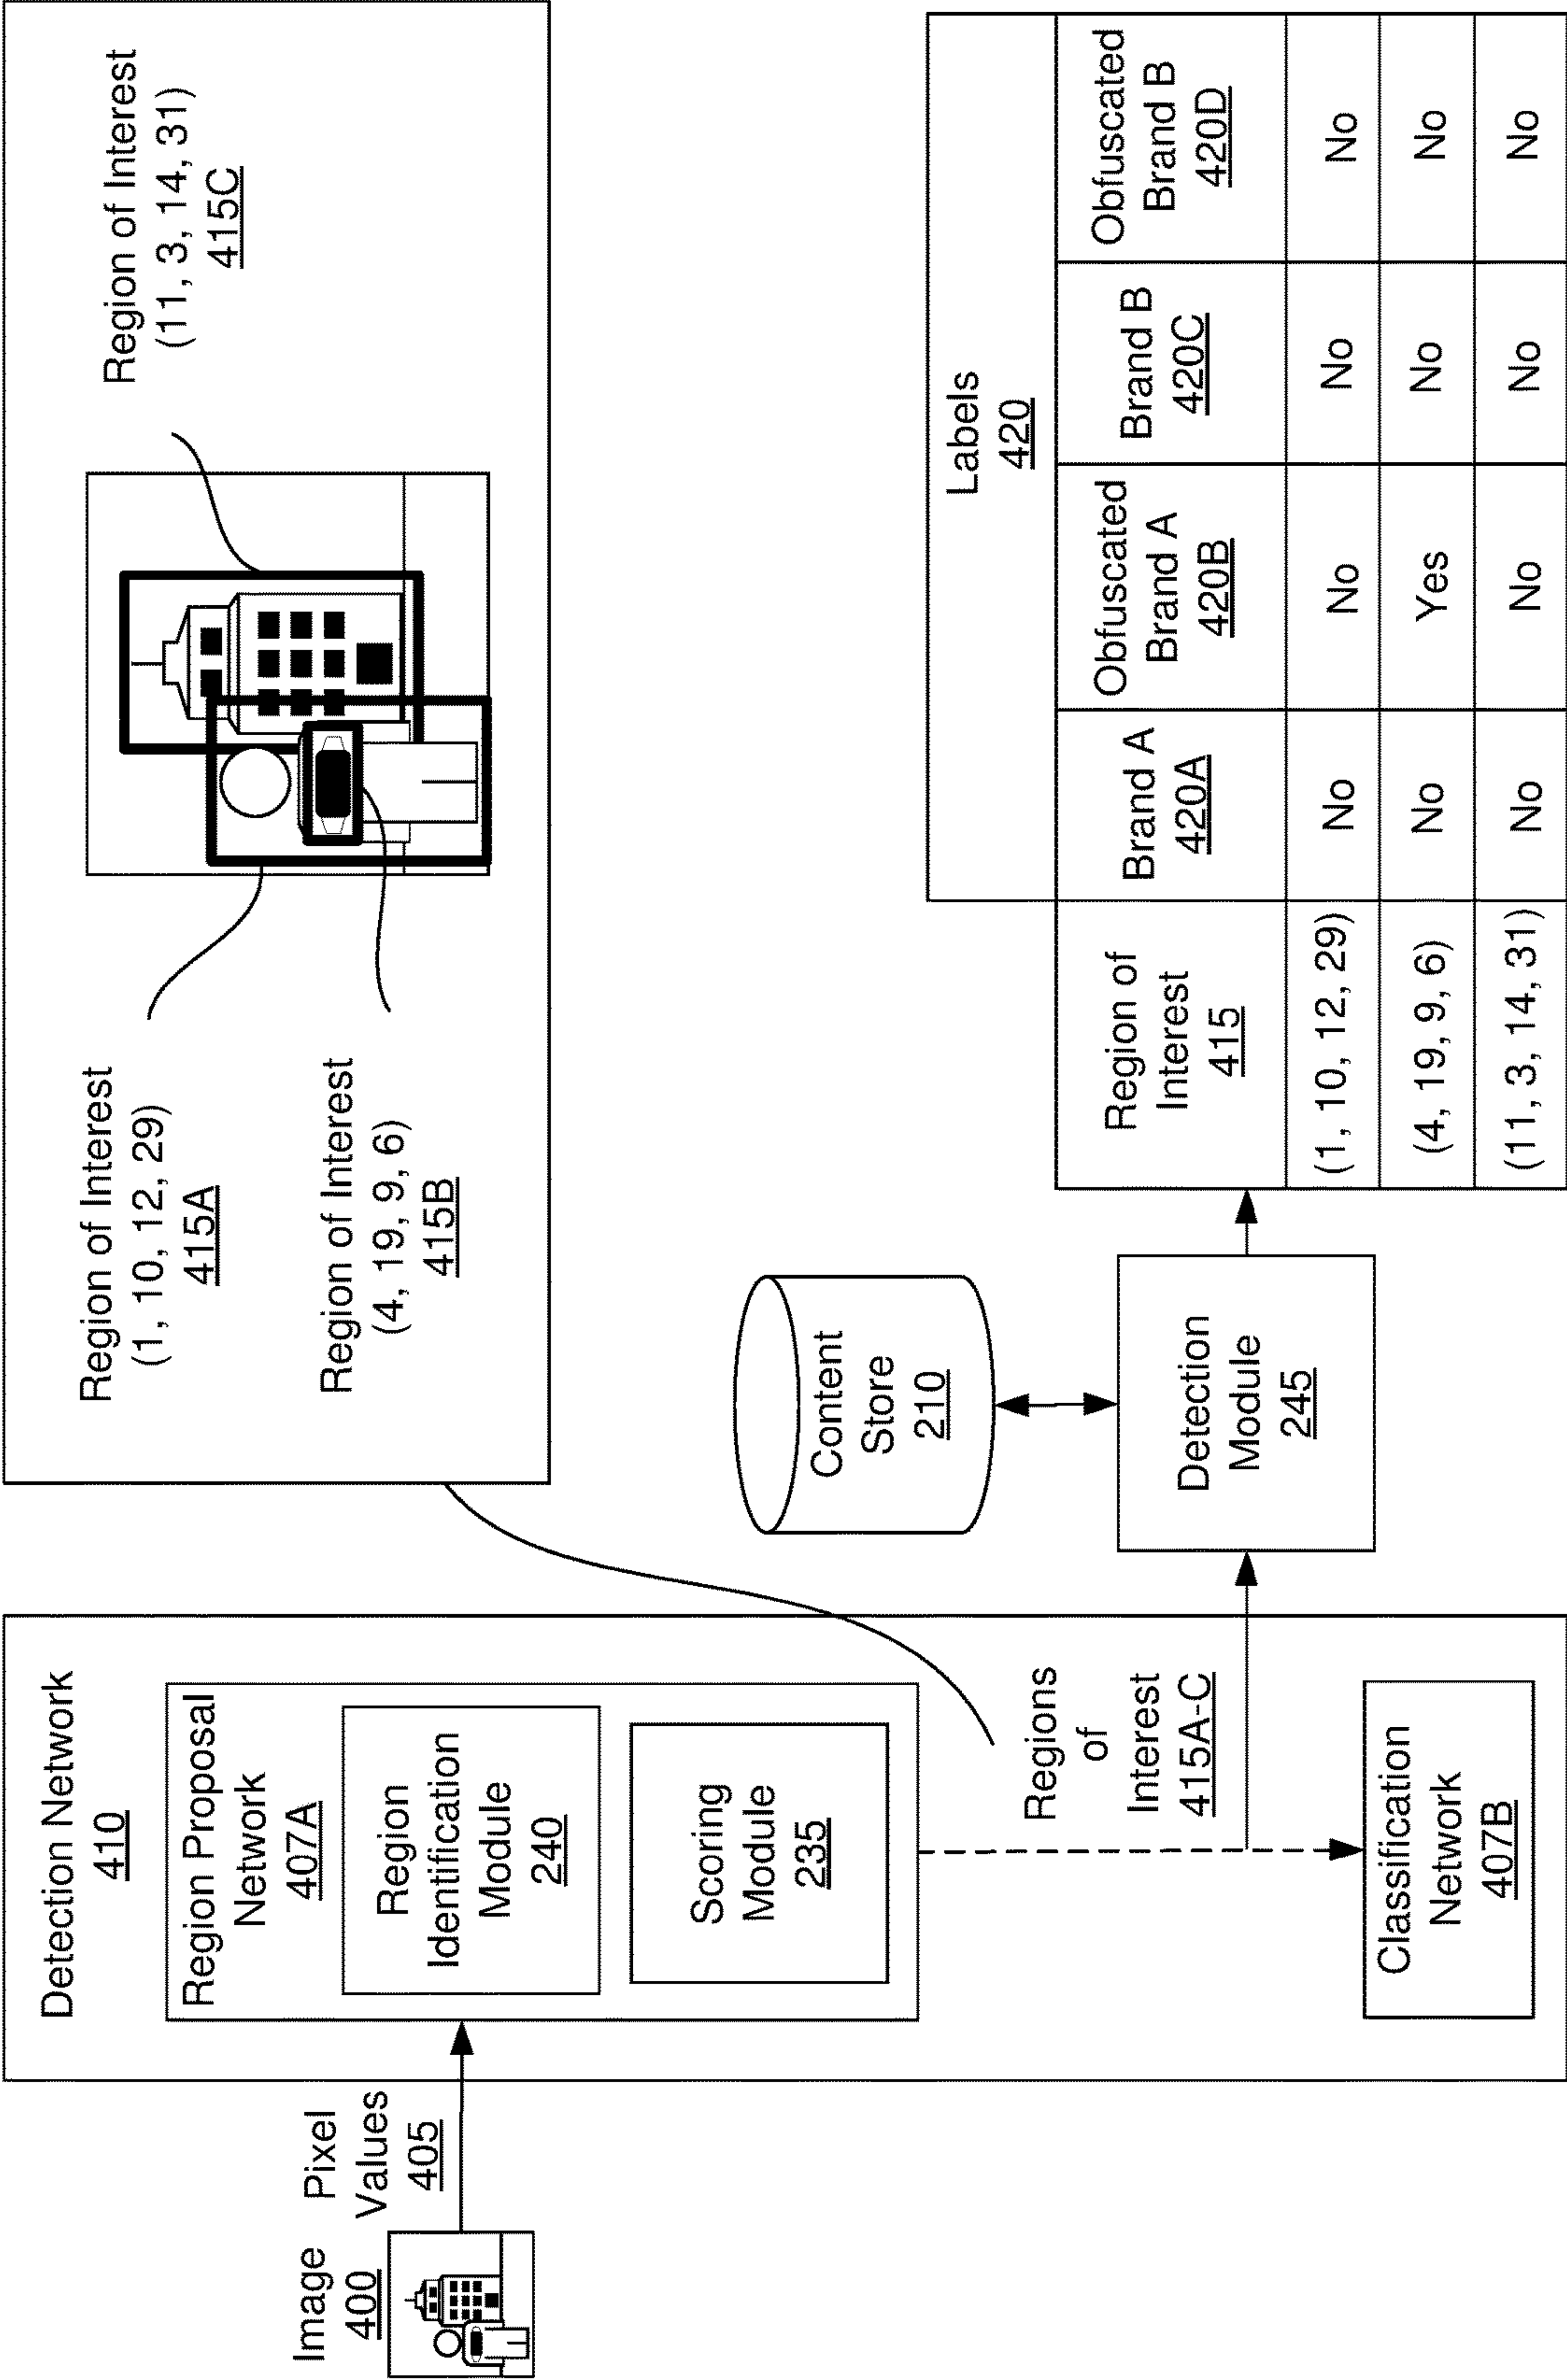 Image
400
Pixel
Values
405
Detection Network
410
Region Proposal
Network
407A
Region
Identification
Module
240
Scoring
Module
235
Regions
of
Interest
415A-C
Classification
Network
407B
Region of Interest
(1, 10, 12, 29)
415A
Region of Interest
(4, 19, 9, 6)
415B
Region of Interest
(11, 3, 14, 31)
415C
Content
Store
210
Detection
Module
245
Labels
420
Region of
Interest
415
Brand A
420A
Obfuscated
Brand A
420B
Brand B
420C
Obfuscated
Brand B
420D
(1, 10, 12, 29) No No No No
(4, 19, 9, 6) No Yes No No
(11, 3, 14, 31) No No No No